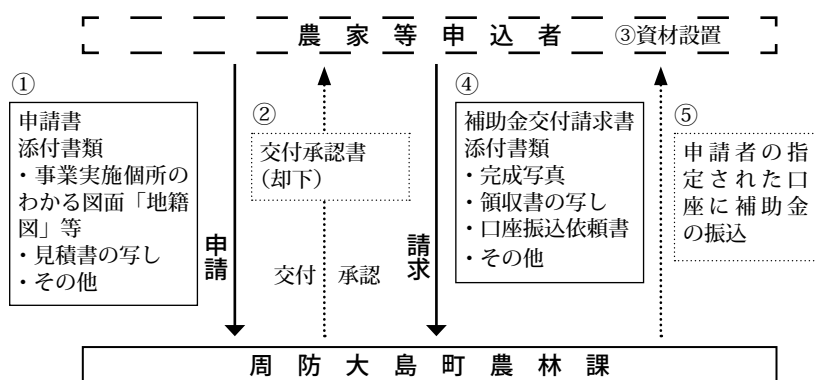 農家等申込者 ③資材設置
①
申請書
添付書類
・事業実施個所の
わかる図面「地籍
図」等
・見積書の写し
・その他
申請
②
交付承認書
(却下)
交付 承認
④
補助金交付請求書
添付書類
・完成写真
・領収書の写し
・口座振込依頼書
・その他
請求
⑤
申請者の指
定された口
座に補助金
の振込
周防大島町農林課